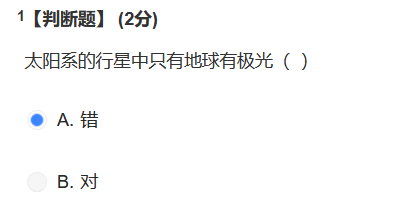 1【判断题】 (2分)
太阳系的行星中只有地球有极光（ ）
A. 错
B. 对